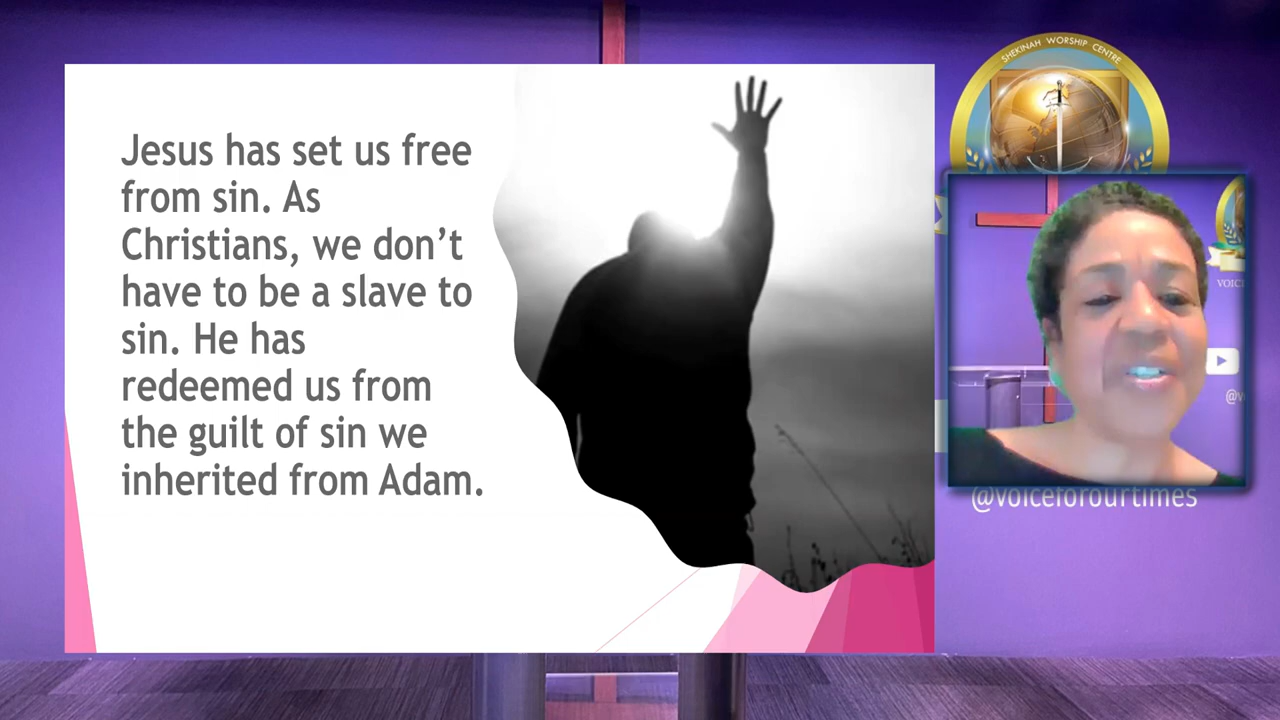 Jesus has set us free
from sin. As
Christians, we don’t
have to be a slave to
sin. He has
redeemed us from
the guilt of sin we
inherited from Adam.
SHEKINAH WORSHIP CENTRE
VOICE
@v
@voiceforourtimes